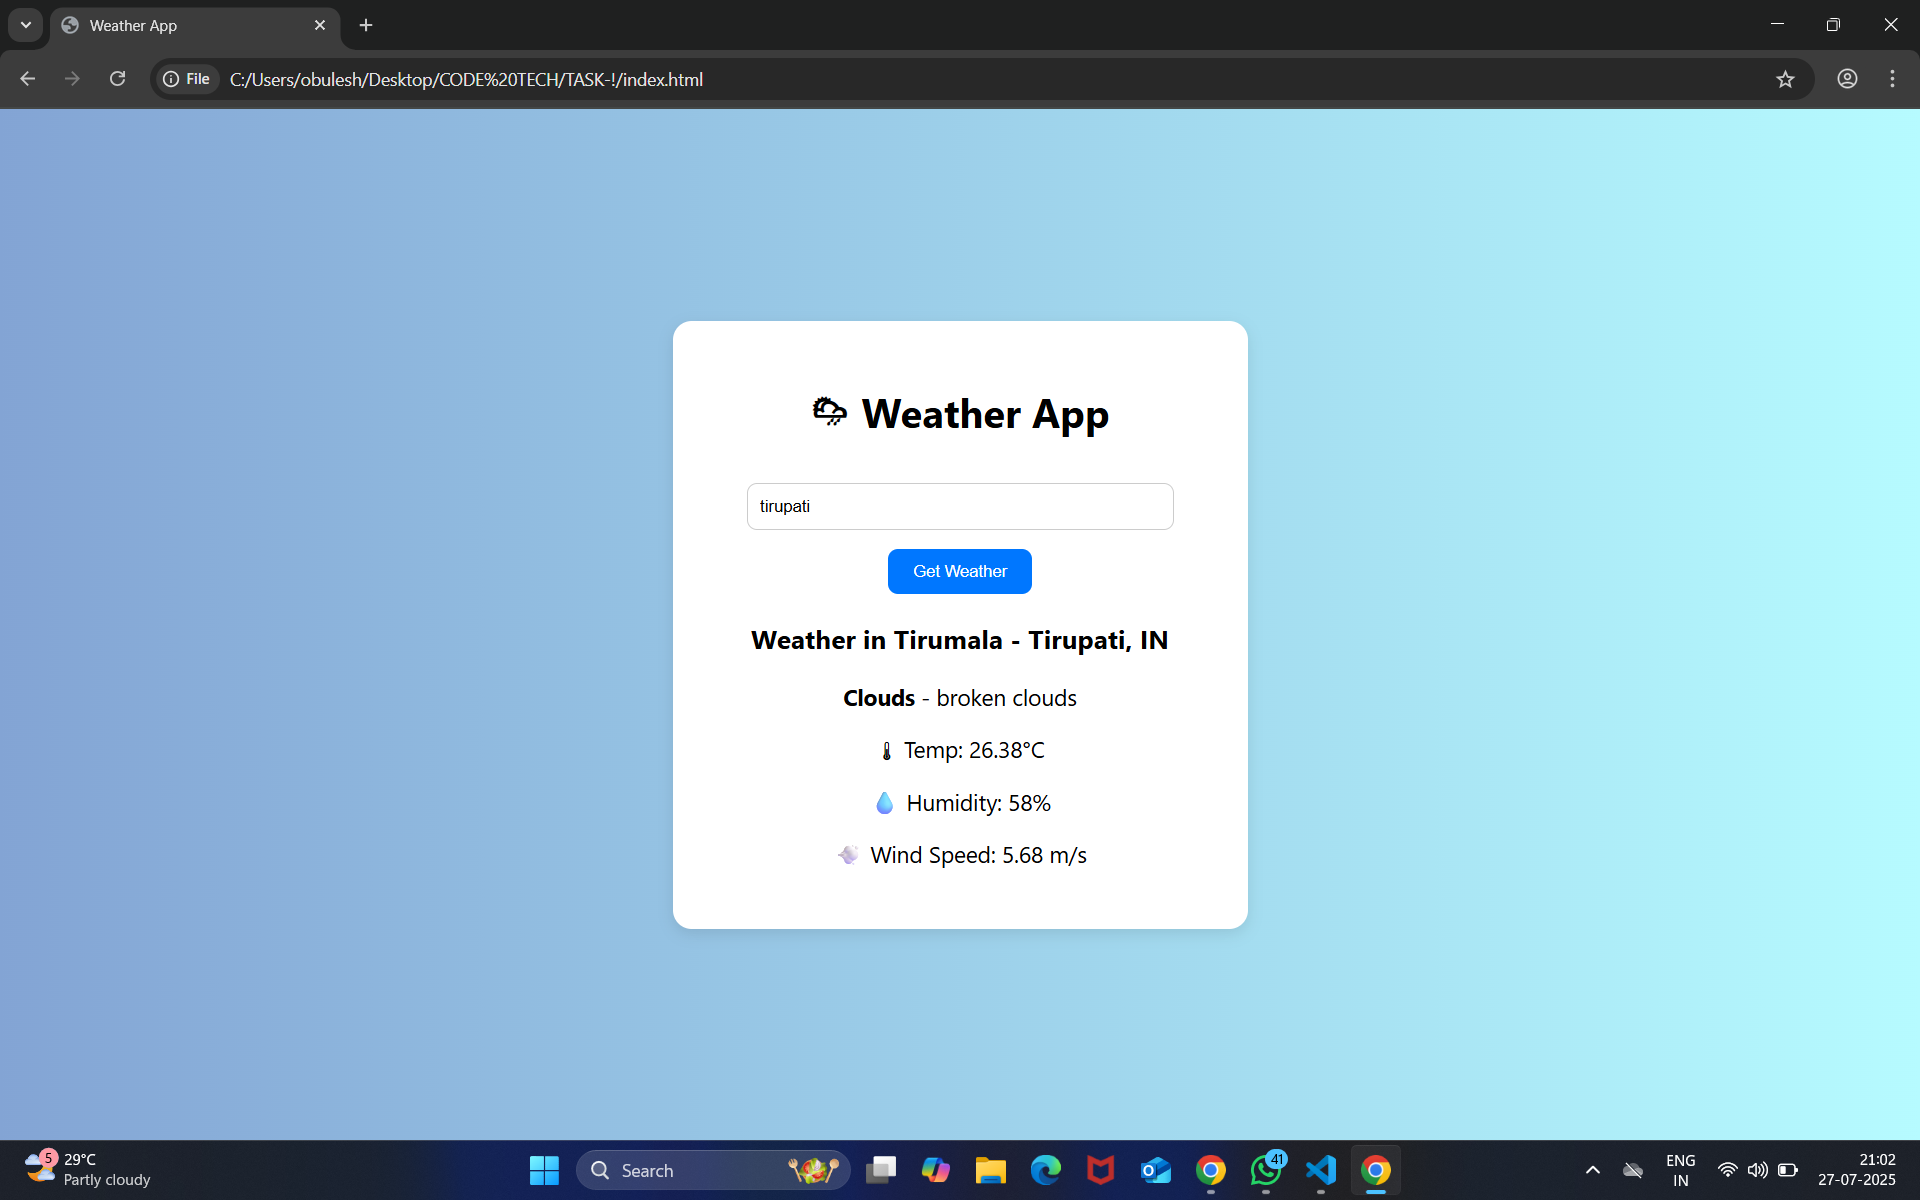 Weather App
File
C:/Users/obulesh/Desktop/CODE%20TECH/TASK-!/index.html
Weather App
tirupati
Get Weather
Weather in Tirumala - Tirupati, IN
Clouds - broken clouds
Temp: 26.38°C
Humidity: 58%
Wind Speed: 5.68 m/s
5
29°C
Partly cloudy
Search
41
ENG
IN
21:02
27-07-2025